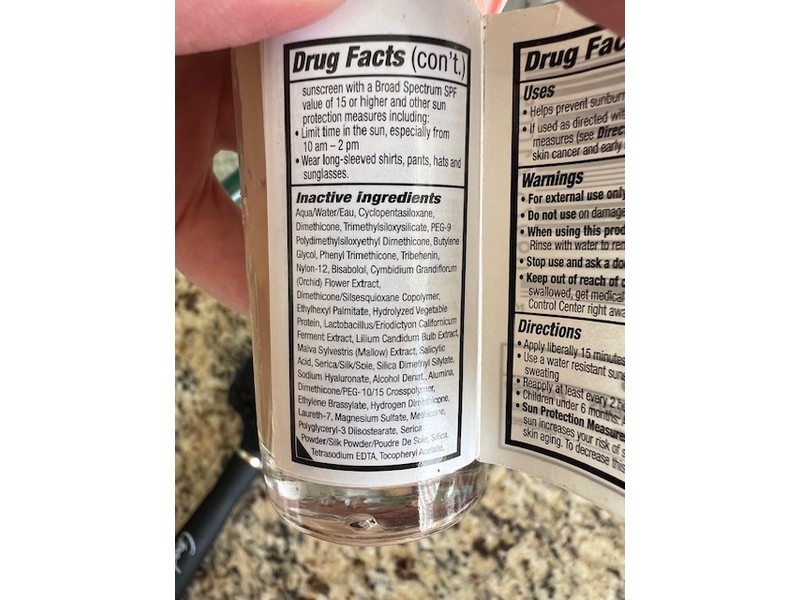 Drug Facts (con't.)
sunscreen with a Broad Spectrum SPF
value of 15 or higher and other sun
protection measures including:
• Limit time in the sun, especially from
10 am – 2 pm
• Wear long-sleeved shirts, pants, hats and
sunglasses.
Inactive ingredients
Aqua/Water/Eau, Cyclopentasiloxane,
Dimethicone, Trimethylsiloxysilicate, PEG-9
Polydimethylsiloxyethyl Dimethicone, Butylene
Glycol, Phenyl Trimethicone, Tribehenin,
Nylon-12, Bisabolol, Cymbidium Grandiflorum
(Orchid) Flower Extract,
Dimethicone/Silsesquioxane Copolymer,
Ethylhexyl Palmitate, Hydrolyzed Vegetable
Protein, Lactobacillus/Eriodictyon Californicum
Ferment Extract, Lilium Candidum Bulb Extract,
Malva Sylvestris (Mallow) Extract, Salicylic
Acid, Serica/Silk/Soie, Silica Dimethyl Silylate,
Sodium Hyaluronate, Alcohol Denat., Alumina,
Dimethicone/PEG-10/15 Crosspolymer,
Ethylene Brassylate, Hydrogen Dimethicone,
Laureth-7, Magnesium Sulfate, Methicone,
Polyglyceryl-3 Diisostearate, Serica
Powder/Silk Powder/Poudre De Soie, Silica,
Tetrasodium EDTA, Tocopheryl Acetate,
Drug Fac
Uses
• Helps prevent sunburn
• If used as directed wit
measures (see Direc
skin cancer and early
Warnings
• For external use only
• Do not use on damage
• When using this prod
Rinse with water to rem
• Stop use and ask a do
• Keep out of reach of c
swallowed, get medical
Control Center right awa
Directions
• Apply liberally 15 minutes
• Use a water resistant sun
sweating
• Reapply at least every 2 ho
• Children under 6 months:
• Sun Protection Measures
sun increases your risk of s
skin aging. To decrease this